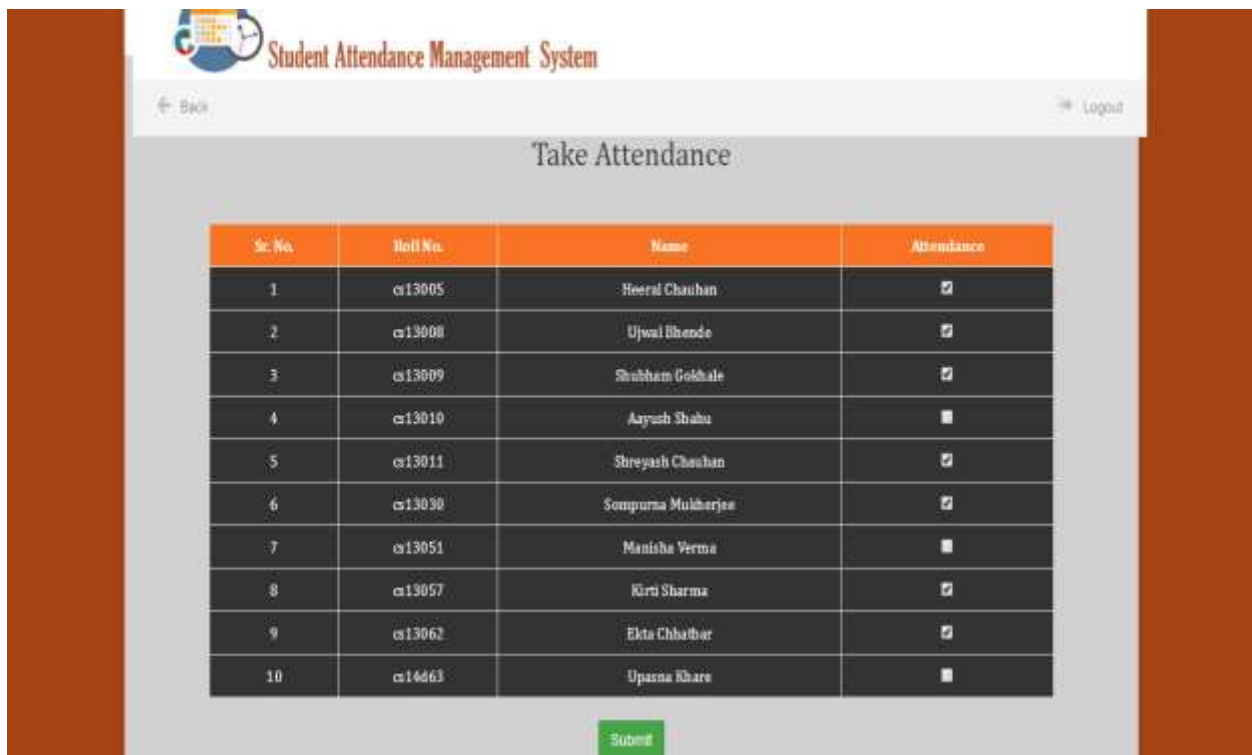 Student Attendance Management System
Back Logout
Take Attendance
Sr. No. Roll No. Name Attendance
1 cs13005 Heeral Chauhan
2 cs13008 Ujwal Bhende
3 cs13009 Shubham Gokhale
4 cs13010 Aayush Shahu
5 cs13011 Shreyash Chauhan
6 cs13030 Sompurna Mukherjee
7 cs13051 Manisha Verma
8 cs13057 Kirti Sharma
9 cs13062 Ekta Chhatbar
10 cs14d63 Upasna Khare
Submit